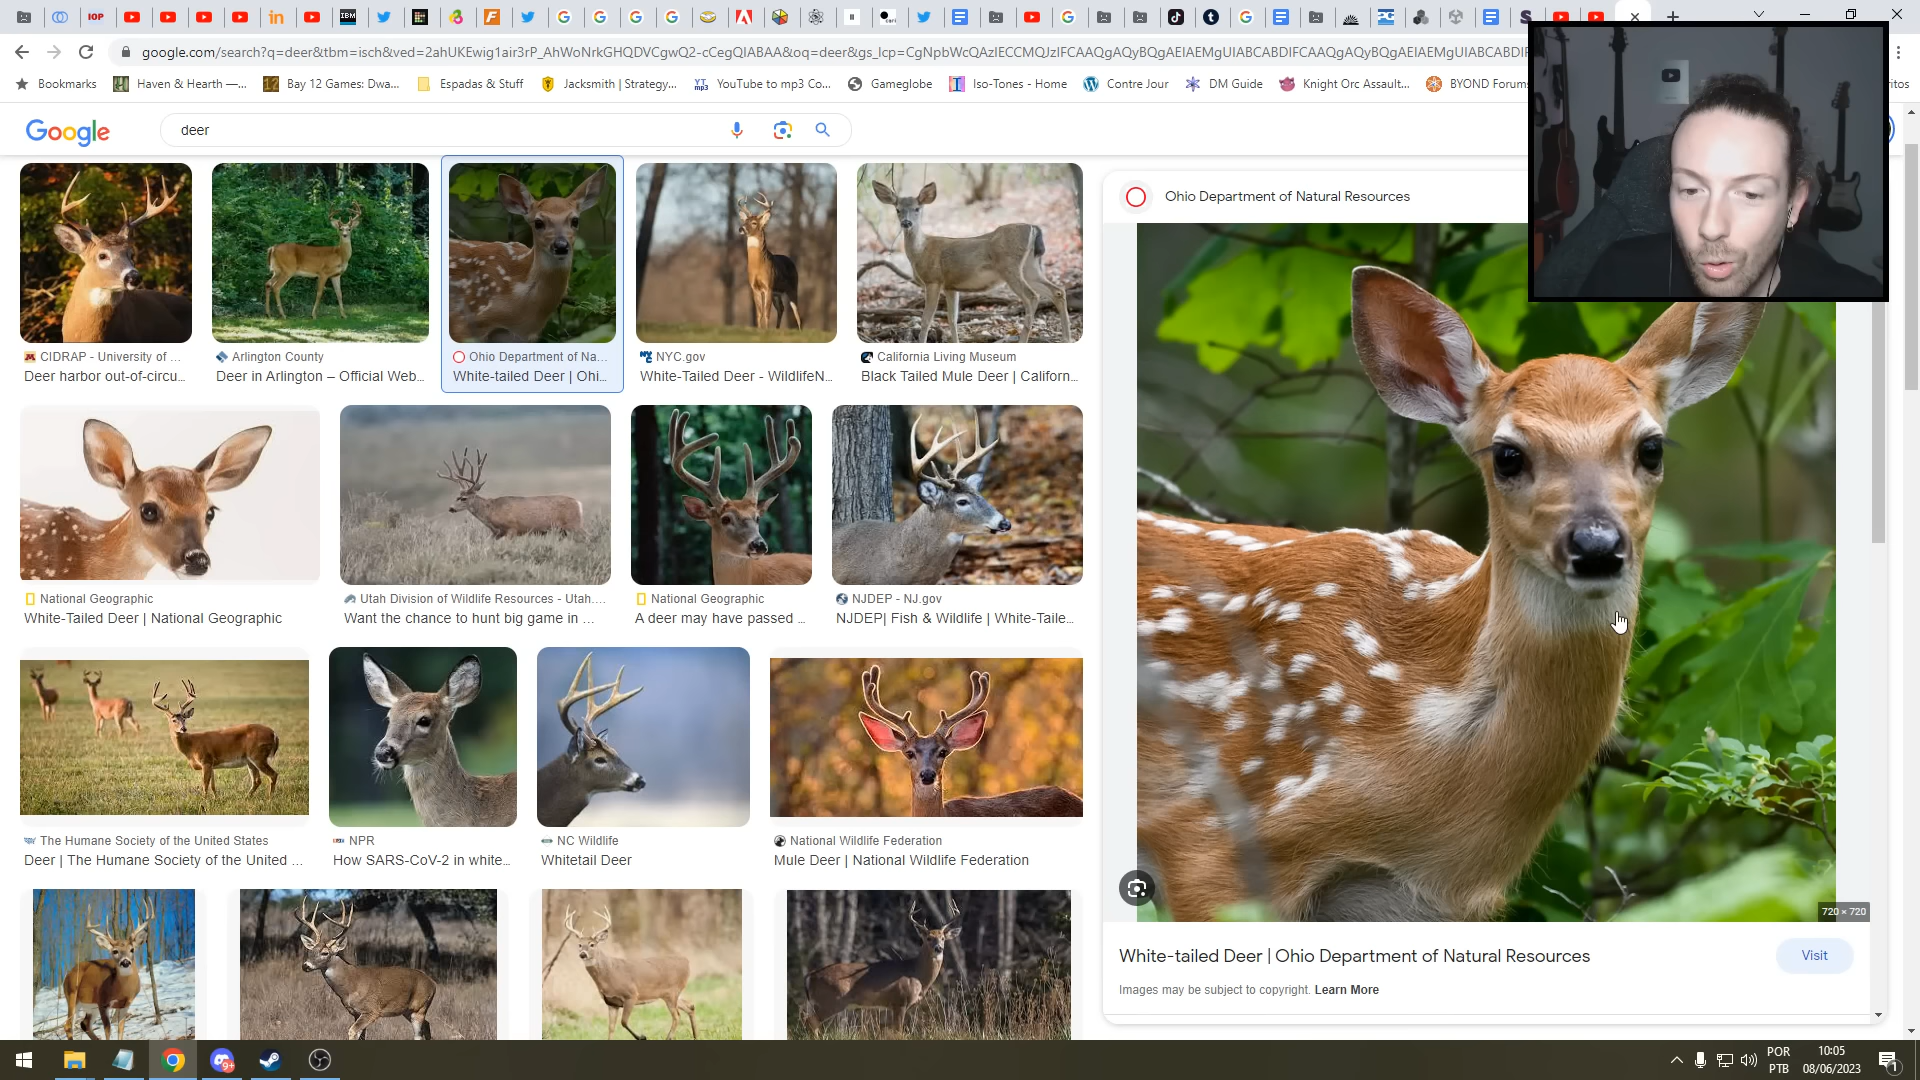 IOP
in
IBM
F
A
google.com/search?q=deer&tbm=isch&ved=2ahUKEwig1air3rP_AhWoNrkGHQDVCgwQ2-cCegQIABAA&oq=deer&gs_lcp=CgNpbWcQAzIECCMQJzIFCAAQgAQyBQgAEIAEMgUIABCABDIFCAAQgAQyBQgAEIAEMgUIABCABDIF
Bookmarks
Haven & Hearth —...
Bay 12 Games: Dwa...
Espadas & Stuff
Jacksmith | Strategy...
YouTube to mp3 Co...
Gameglobe
Iso-Tones - Home
Contre Jour
DM Guide
Knight Orc Assault...
BYOND Forums
ritos
Google
deer
CIDRAP - University of ...
Deer harbor out-of-circu...
Arlington County
Deer in Arlington – Official Web...
Ohio Department of Na...
White-tailed Deer | Ohi...
NYC.gov
White-Tailed Deer - WildlifeN...
California Living Museum
Black Tailed Mule Deer | Californ...
National Geographic
White-Tailed Deer | National Geographic
Utah Division of Wildlife Resources - Utah....
Want the chance to hunt big game in ...
National Geographic
A deer may have passed ...
NJDEP - NJ.gov
NJDEP| Fish & Wildlife | White-Taile...
The Humane Society of the United States
Deer | The Humane Society of the United ...
NPR
How SARS-CoV-2 in white...
NC Wildlife
Whitetail Deer
National Wildlife Federation
Mule Deer | National Wildlife Federation
Ohio Department of Natural Resources
720 × 720
White-tailed Deer | Ohio Department of Natural Resources
Visit
Images may be subject to copyright. Learn More
9+
POR
PTB
10:05
08/06/2023
1